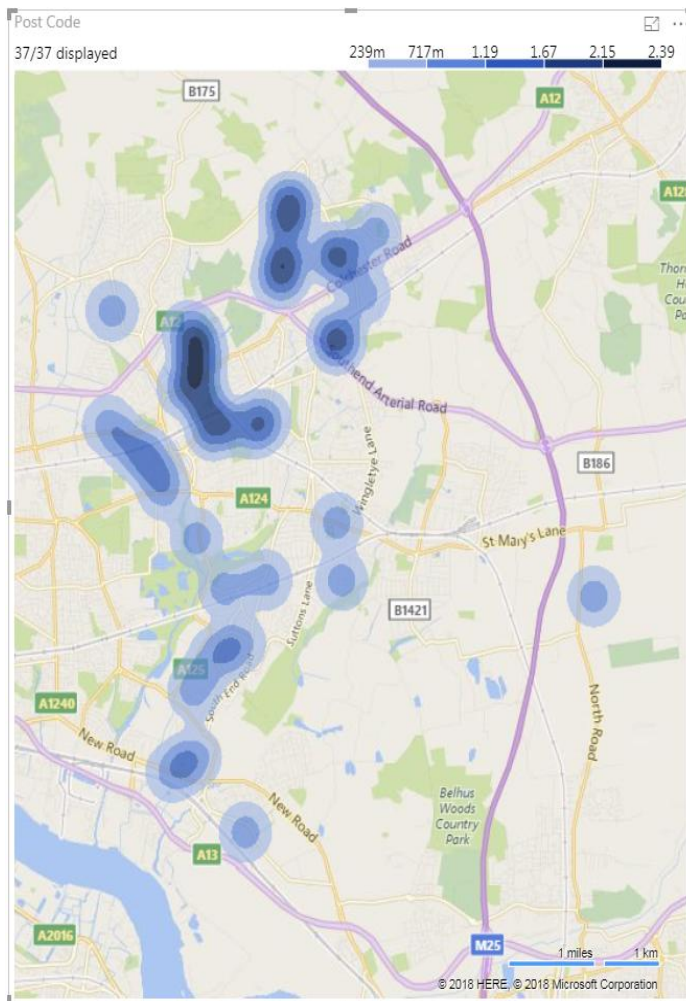 Post Code
37/37 displayed
239m 717m 1.19 1.67 2.15 2.39
B175
A12
Colchester Road
A12
Southend Arterial Road
Wingletye Lane
B186
A124
St Mary's Lane
Suttons Lane
B1421
A125
South End Road
A1240
New Road
North Road
New Road
Belhus
Woods
Country
Park
A13
A2016
M25
1 miles 1 km
© 2018 HERE, © 2018 Microsoft Corporation